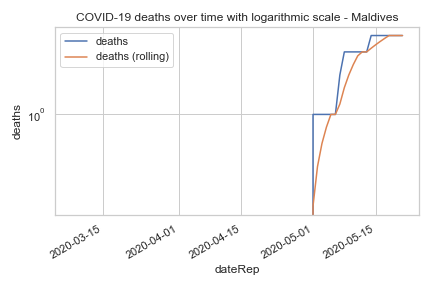 COVID-19 deaths over time with logarithmic scale - Maldives
deaths
deaths (rolling)
deaths
10⁰
2020-03-15
2020-04-01
2020-04-15
2020-05-01
2020-05-15
dateRep